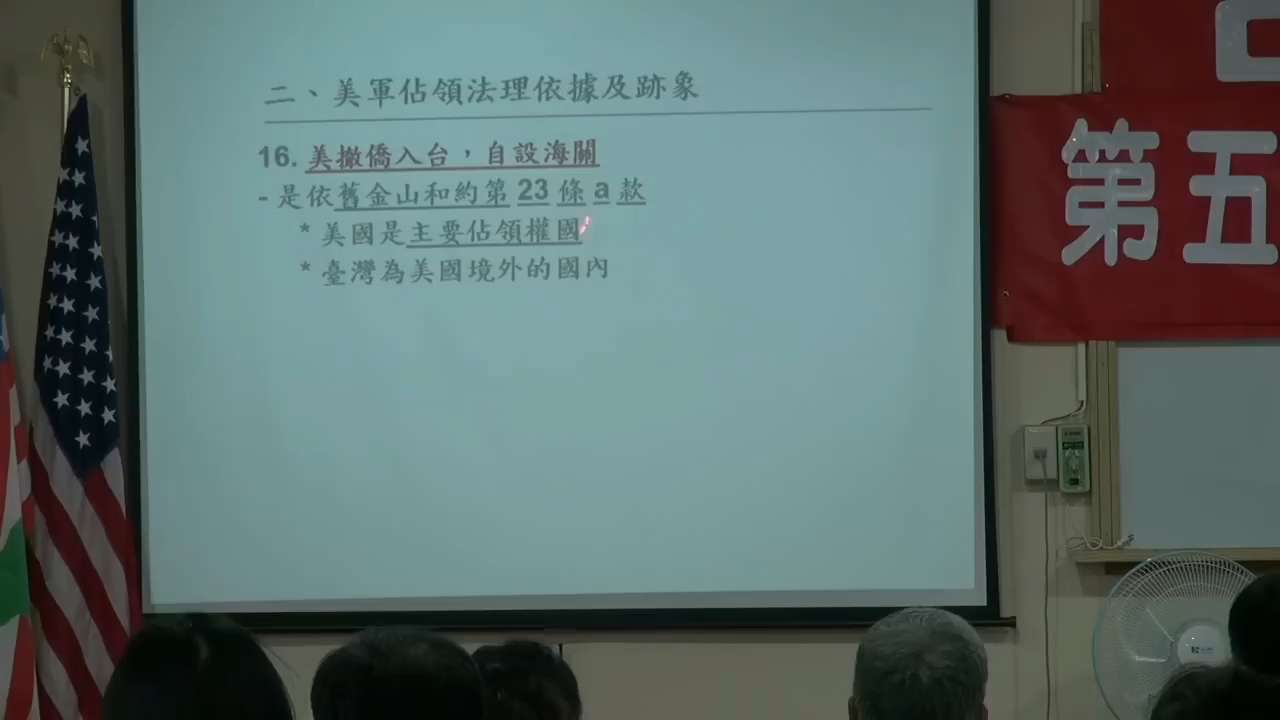 二、美軍佔領法理依據及跡象
16. 美撤僑入台，自設海關
- 是依舊金山和約第 23 條 a 款
* 美國是主要佔領權國
* 臺灣為美國境外的國內
第五